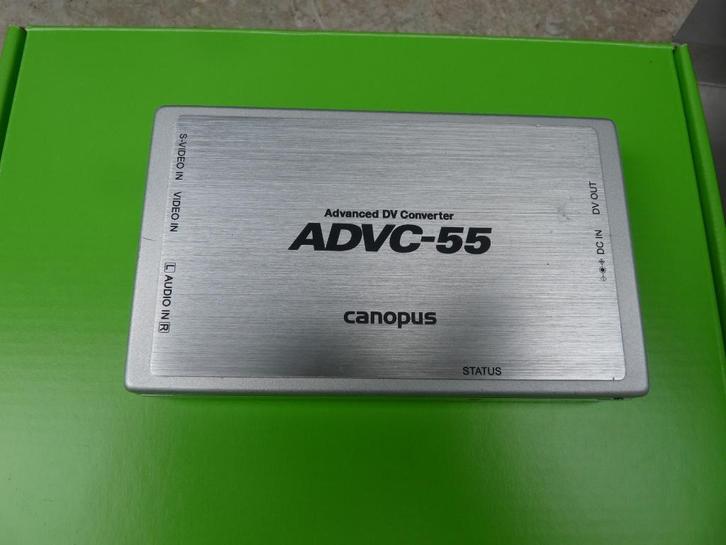 S-VIDEO IN
VIDEO IN
L AUDIO IN R
Advanced DV Converter
ADVC-55
canopus
STATUS
DC IN
DV OUT